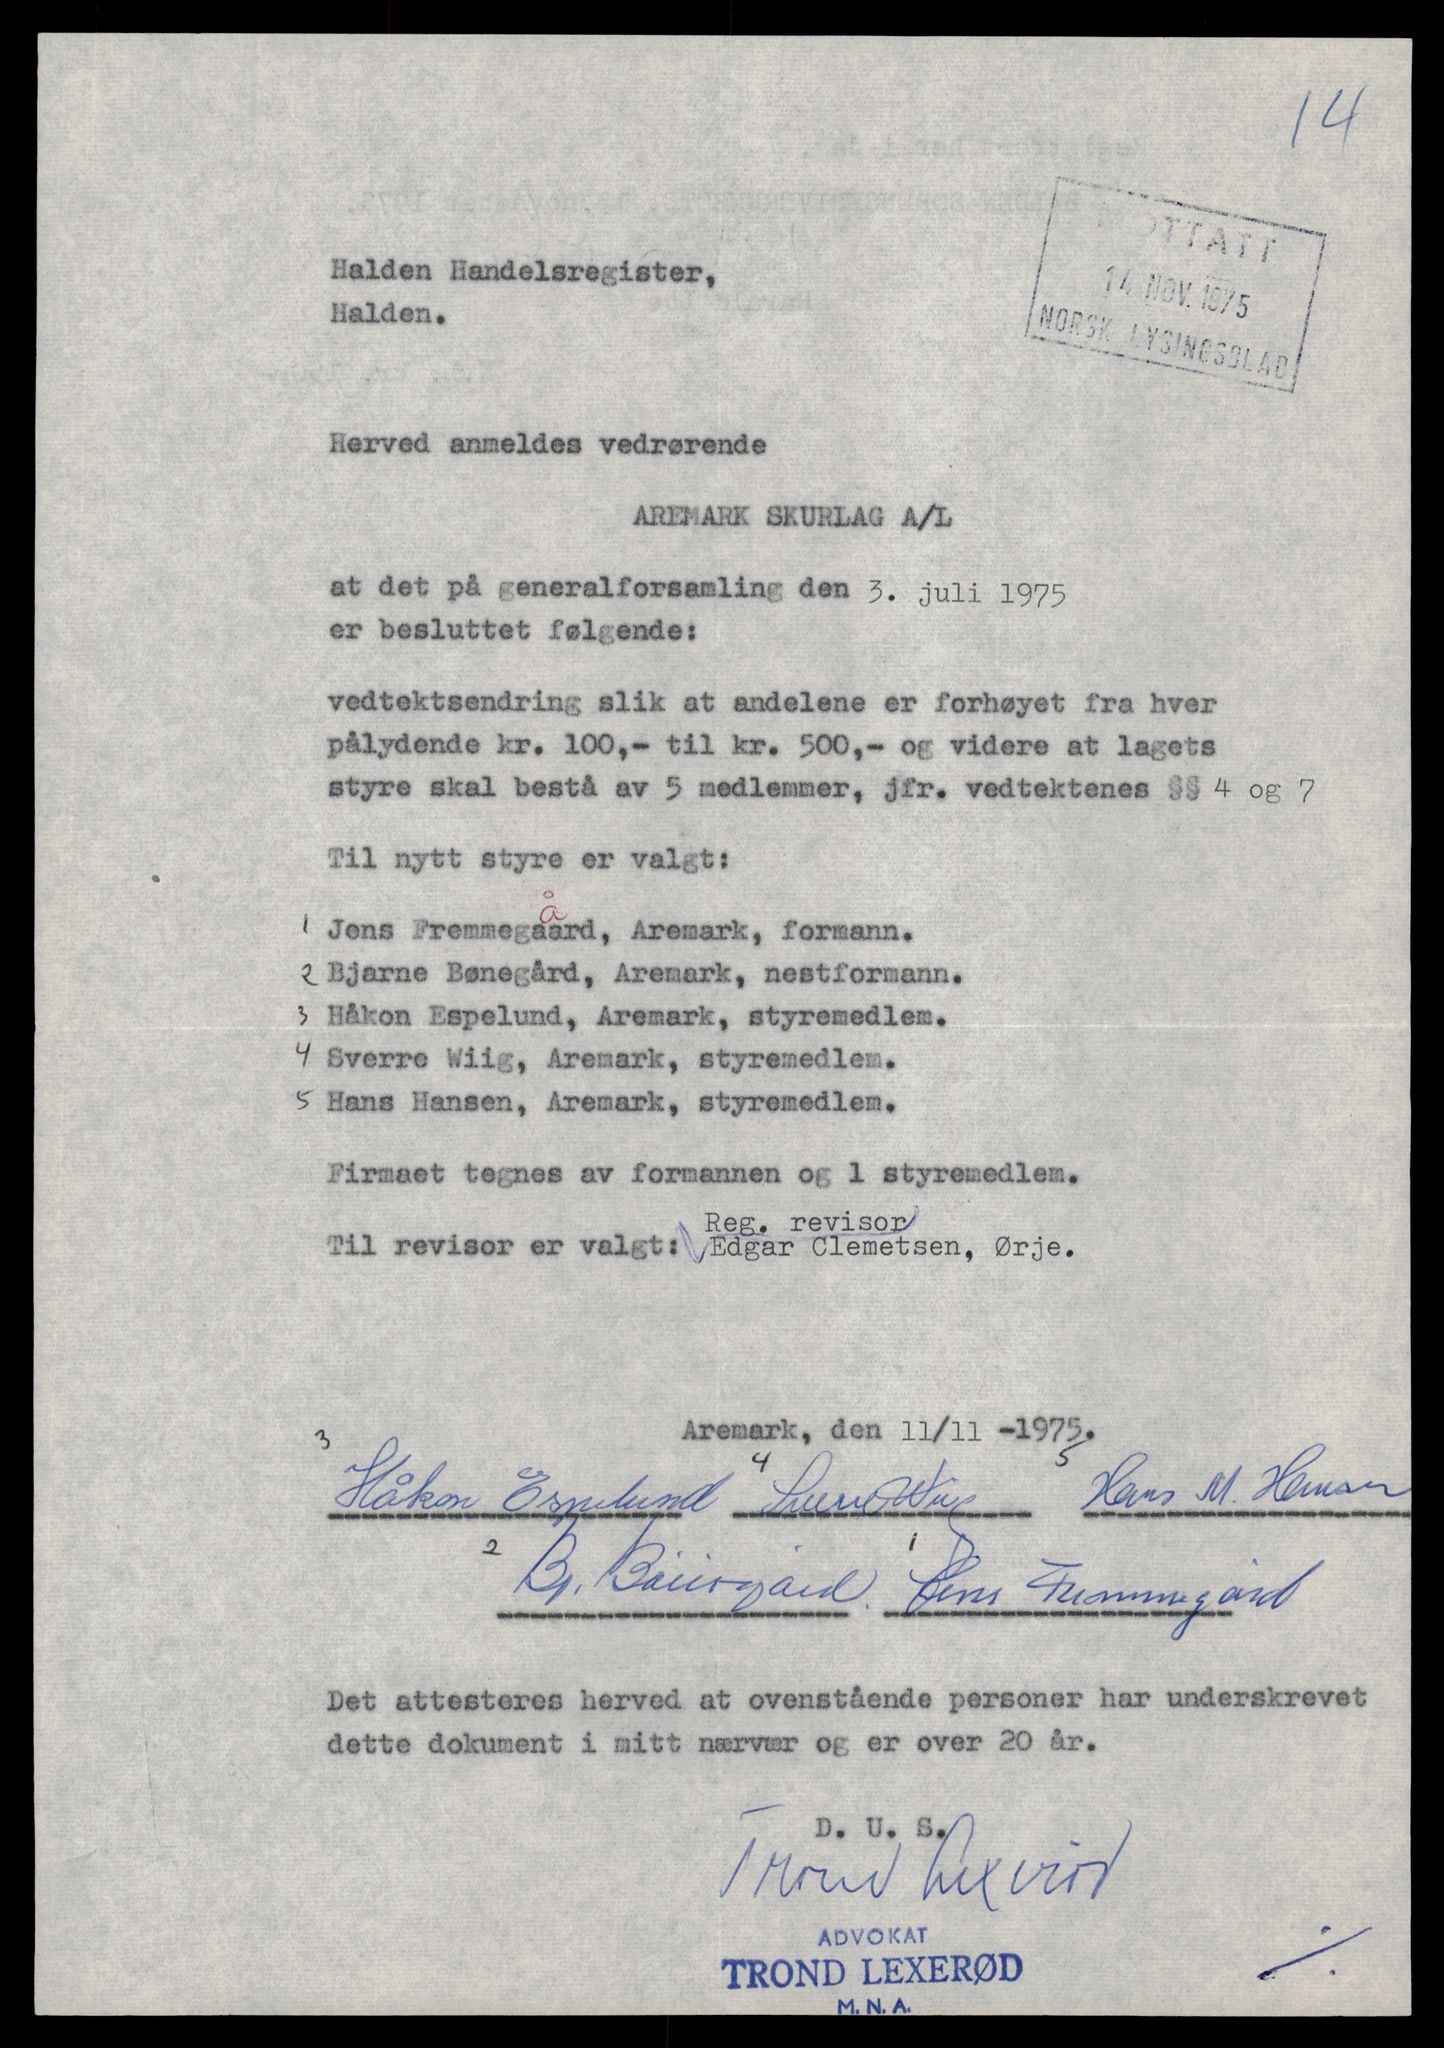 14
MOTTATT
14 NOV. 1975
NORSK LYSINGSBLAD
Halden Handelsregister,
Halden.
Herved anmeldes vedrørende
AREMARK SKURLAG A/L
at det på generalforsamling den 3. juli 1975
er besluttet følgende:
vedtektsendring slik at andelene er forhøyet fra hver
pålydende kr. 100,- til kr. 500,- og videre at lagets
styre skal bestå av 5 medlemmer, jfr. vedtektenes §§ 4 og 7
Til nytt styre er valgt:
å
1 Jens Fremmegaard, Aremark, formann.
2 Bjarne Bønegård, Aremark, nestformann.
3 Håkon Espelund, Aremark, styremedlem.
4 Sverre Wiig, Aremark, styremedlem.
5 Hans Hansen, Aremark, styremedlem.
Firmaet tegnes av formannen og 1 styremedlem.
Reg. revisor
Til revisor er valgt: Edgar Clemetsen, Ørje.
Aremark, den 11/11 -1975.
3 Håkon Espelund 4 Sverre Wiig 5 Hans M. Hansen
2 Bj. Bönegård. 1 Jens Fremmegård
Det attesteres herved at ovenstående personer har underskrevet
dette dokument i mitt nærvær og er over 20 år.
D. U. S.
Trond Lexerød
ADVOKAT
TROND LEXERØD
M. N. A.